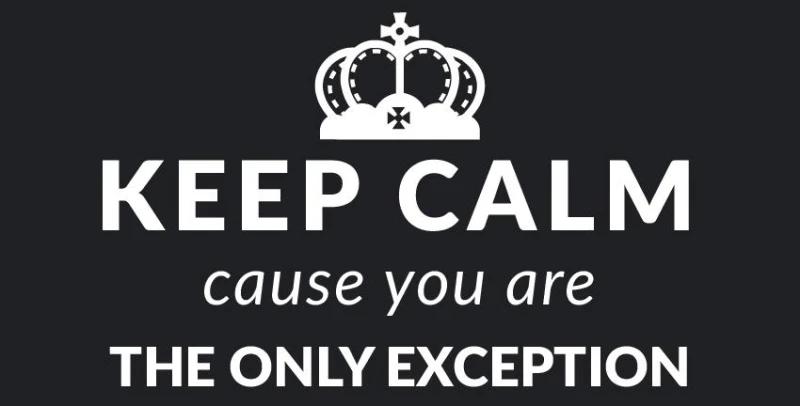 KEEP CALM
cause you are
THE ONLY EXCEPTION